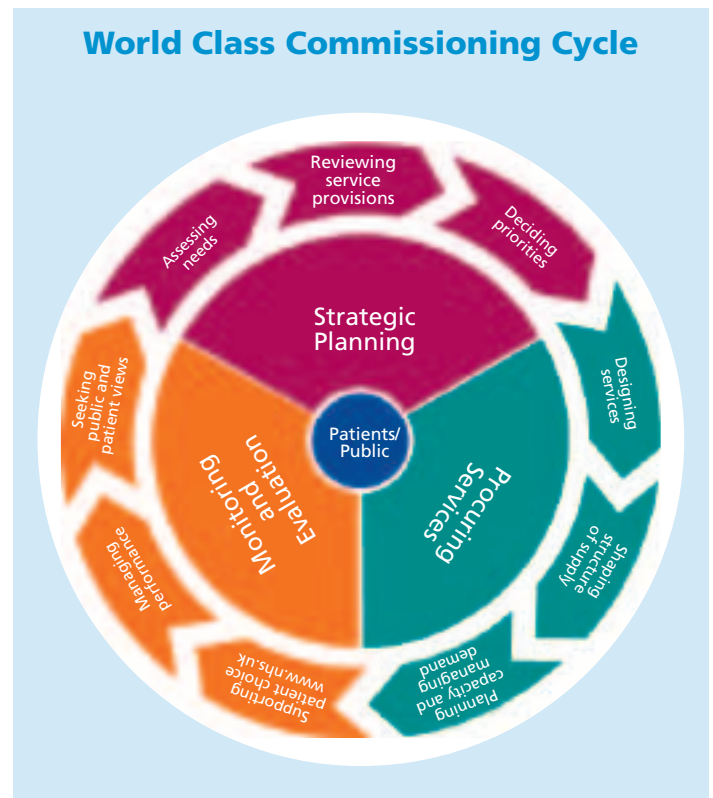 World Class Commissioning Cycle
Reviewing
service
provisions
Deciding
priorities
Designing
services
Shaping
structure
of supply
Planning
capacity and
managing
demand
Supporting
patient choice
www.nhs.uk
Managing
performance
Seeking
public and
patient views
Assessing
needs
Strategic
Planning
Procuring
Services
Monitoring
and
Evaluation
Patients/
Public